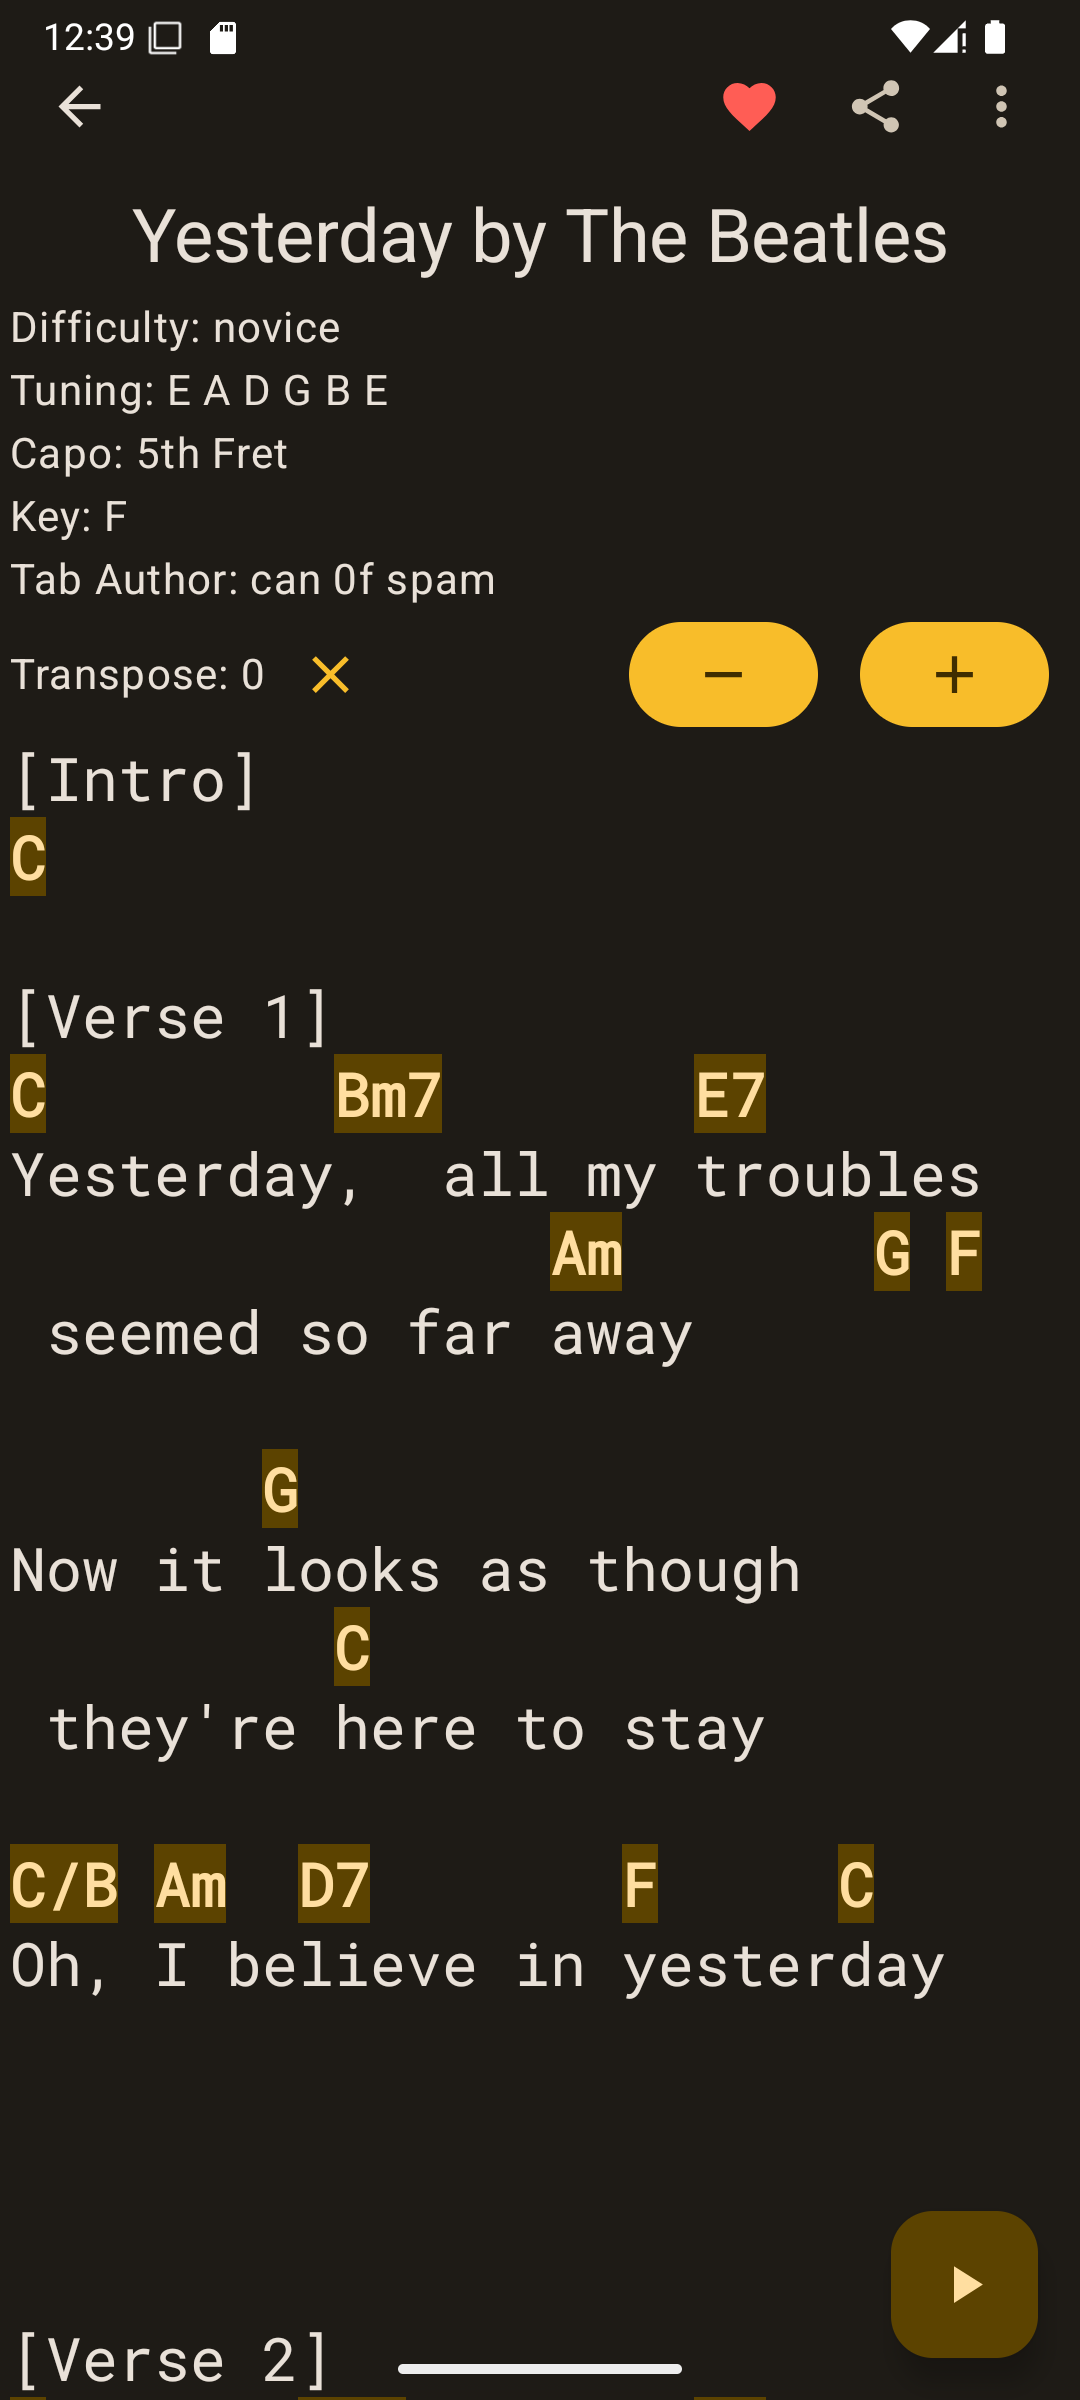 12:39
Yesterday by The Beatles
Difficulty: novice
Tuning: E A D G B E
Capo: 5th Fret
Key: F
Tab Author: can 0f spam
Transpose: 0
[Intro]
C
[Verse 1]
C Bm7 E7
Yesterday, all my troubles
Am G F
seemed so far away
G
Now it looks as though
C
they're here to stay
C/B Am D7 F C
Oh, I believe in yesterday
[Verse 2]